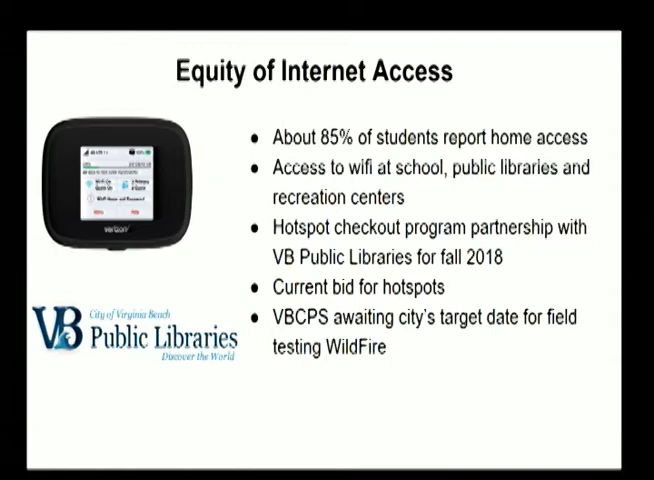 Equity of Internet Access
● About 85% of students report home access
● Access to wifi at school, public libraries and
recreation centers
● Hotspot checkout program partnership with
VB Public Libraries for fall 2018
● Current bid for hotspots
● VBCPS awaiting city's target date for field
testing WildFire
verizon
VB
City of Virginia Beach
Public Libraries
Discover the World